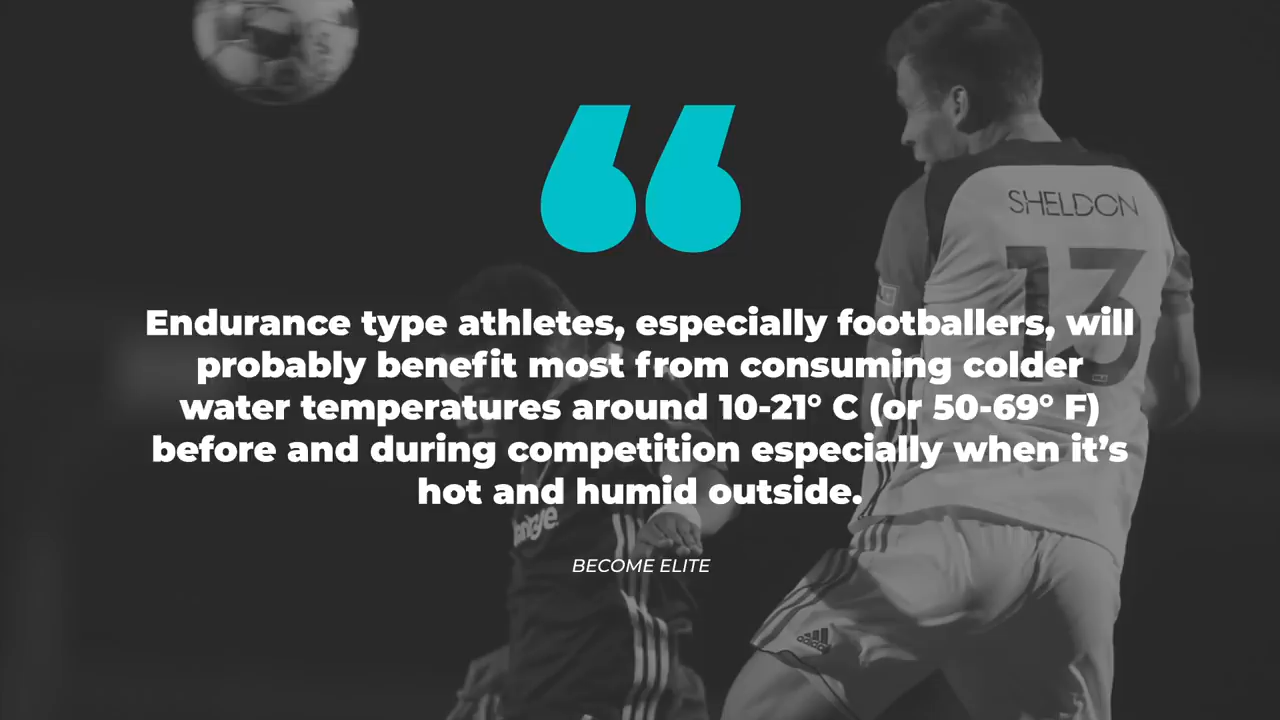 SHELDON
13
Endurance type athletes, especially footballers, will
probably benefit most from consuming colder
water temperatures around 10-21° C (or 50-69° F)
before and during competition especially when it’s
hot and humid outside.
BECOME ELITE
adidas